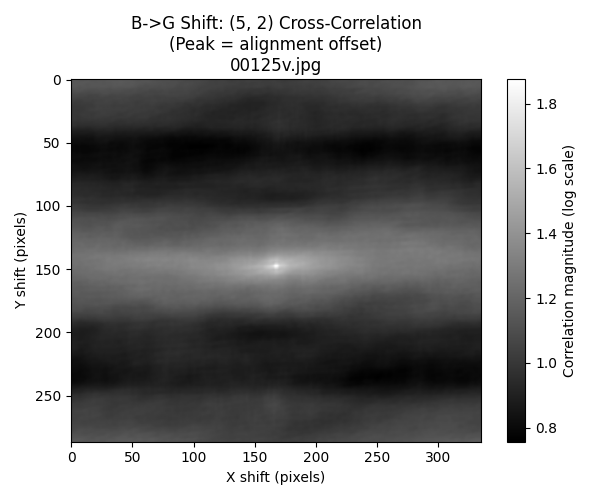 B->G Shift: (5, 2) Cross-Correlation
(Peak = alignment offset)
00125v.jpg
0
50
100
150
200
250
Y shift (pixels)
0 50 100 150 200 250 300
X shift (pixels)
1.8
1.6
1.4
1.2
1.0
0.8
Correlation magnitude (log scale)